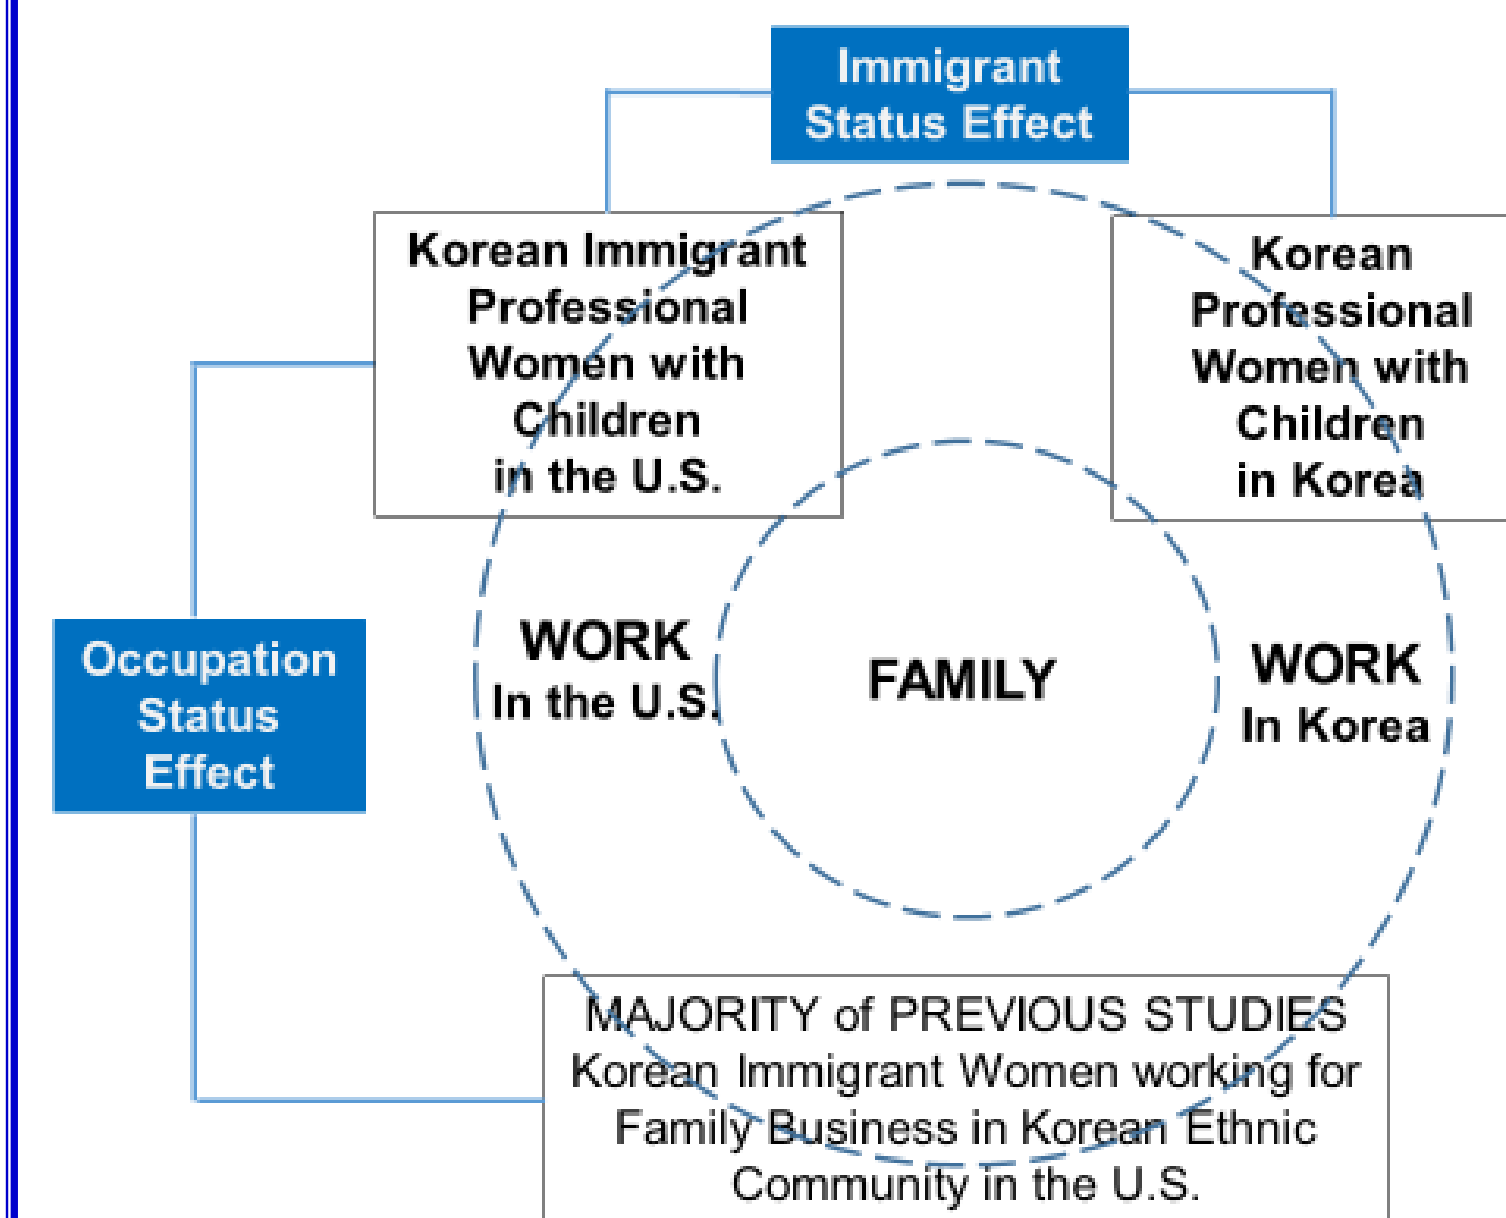 Immigrant
Status Effect
Korean Immigrant
Professional
Women with
Children
in the U.S.
Korean
Professional
Women with
Children
in Korea
Occupation
Status
Effect
WORK
In the U.S.
FAMILY
WORK
In Korea
MAJORITY of PREVIOUS STUDIES
Korean Immigrant Women working for
Family Business in Korean Ethnic
Community in the U.S.